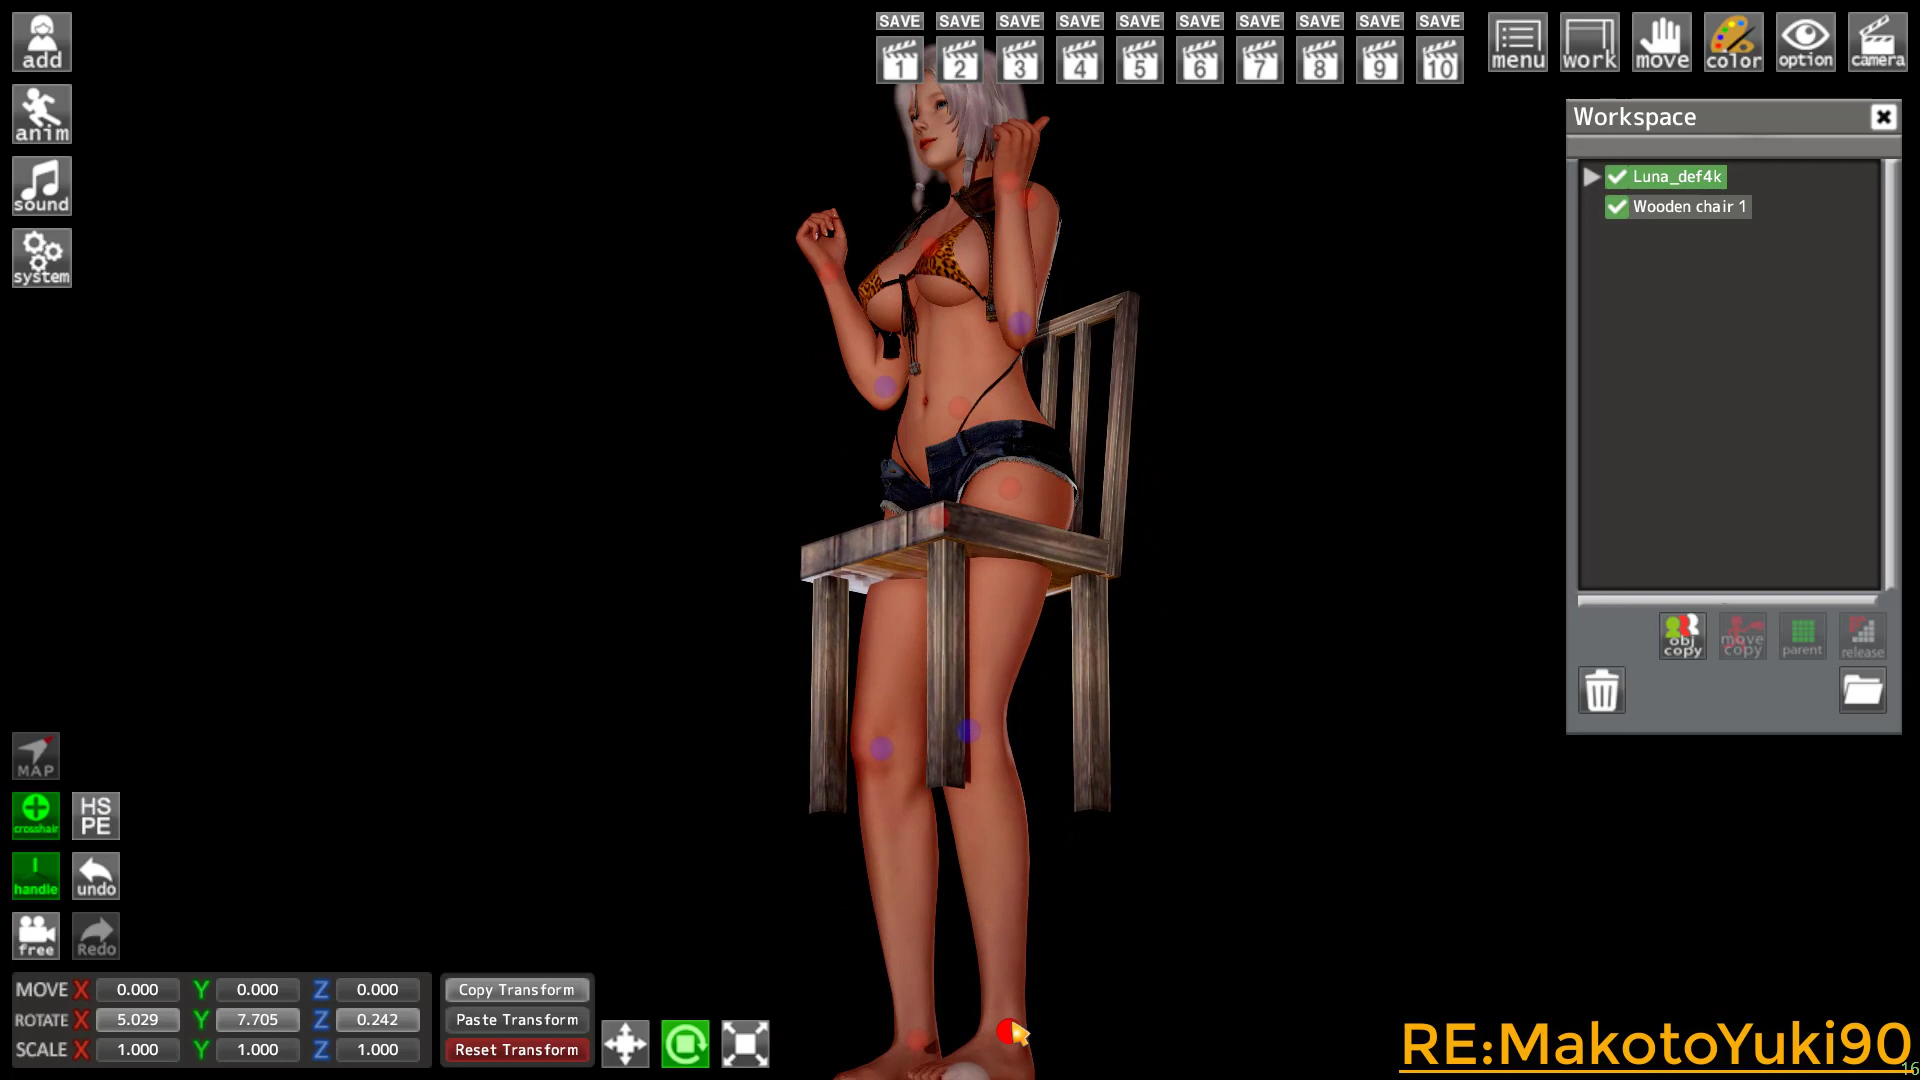 SAVE SAVE SAVE SAVE SAVE SAVE SAVE SAVE SAVE SAVE
1 2 3 4 5 6 7 8 9 10
menu work move color option camera
add
anim
sound
system
Workspace
Luna_def4k
Wooden chair 1
obj copy move copy parent release
MAP
crosshair HS PE
handle undo
free Redo
MOVE X 0.000 Y 0.000 Z 0.000
ROTATE X 5.029 Y 7.705 Z 0.242
SCALE X 1.000 Y 1.000 Z 1.000
Copy Transform
Paste Transform
Reset Transform
RE:MakotoYuki90
16